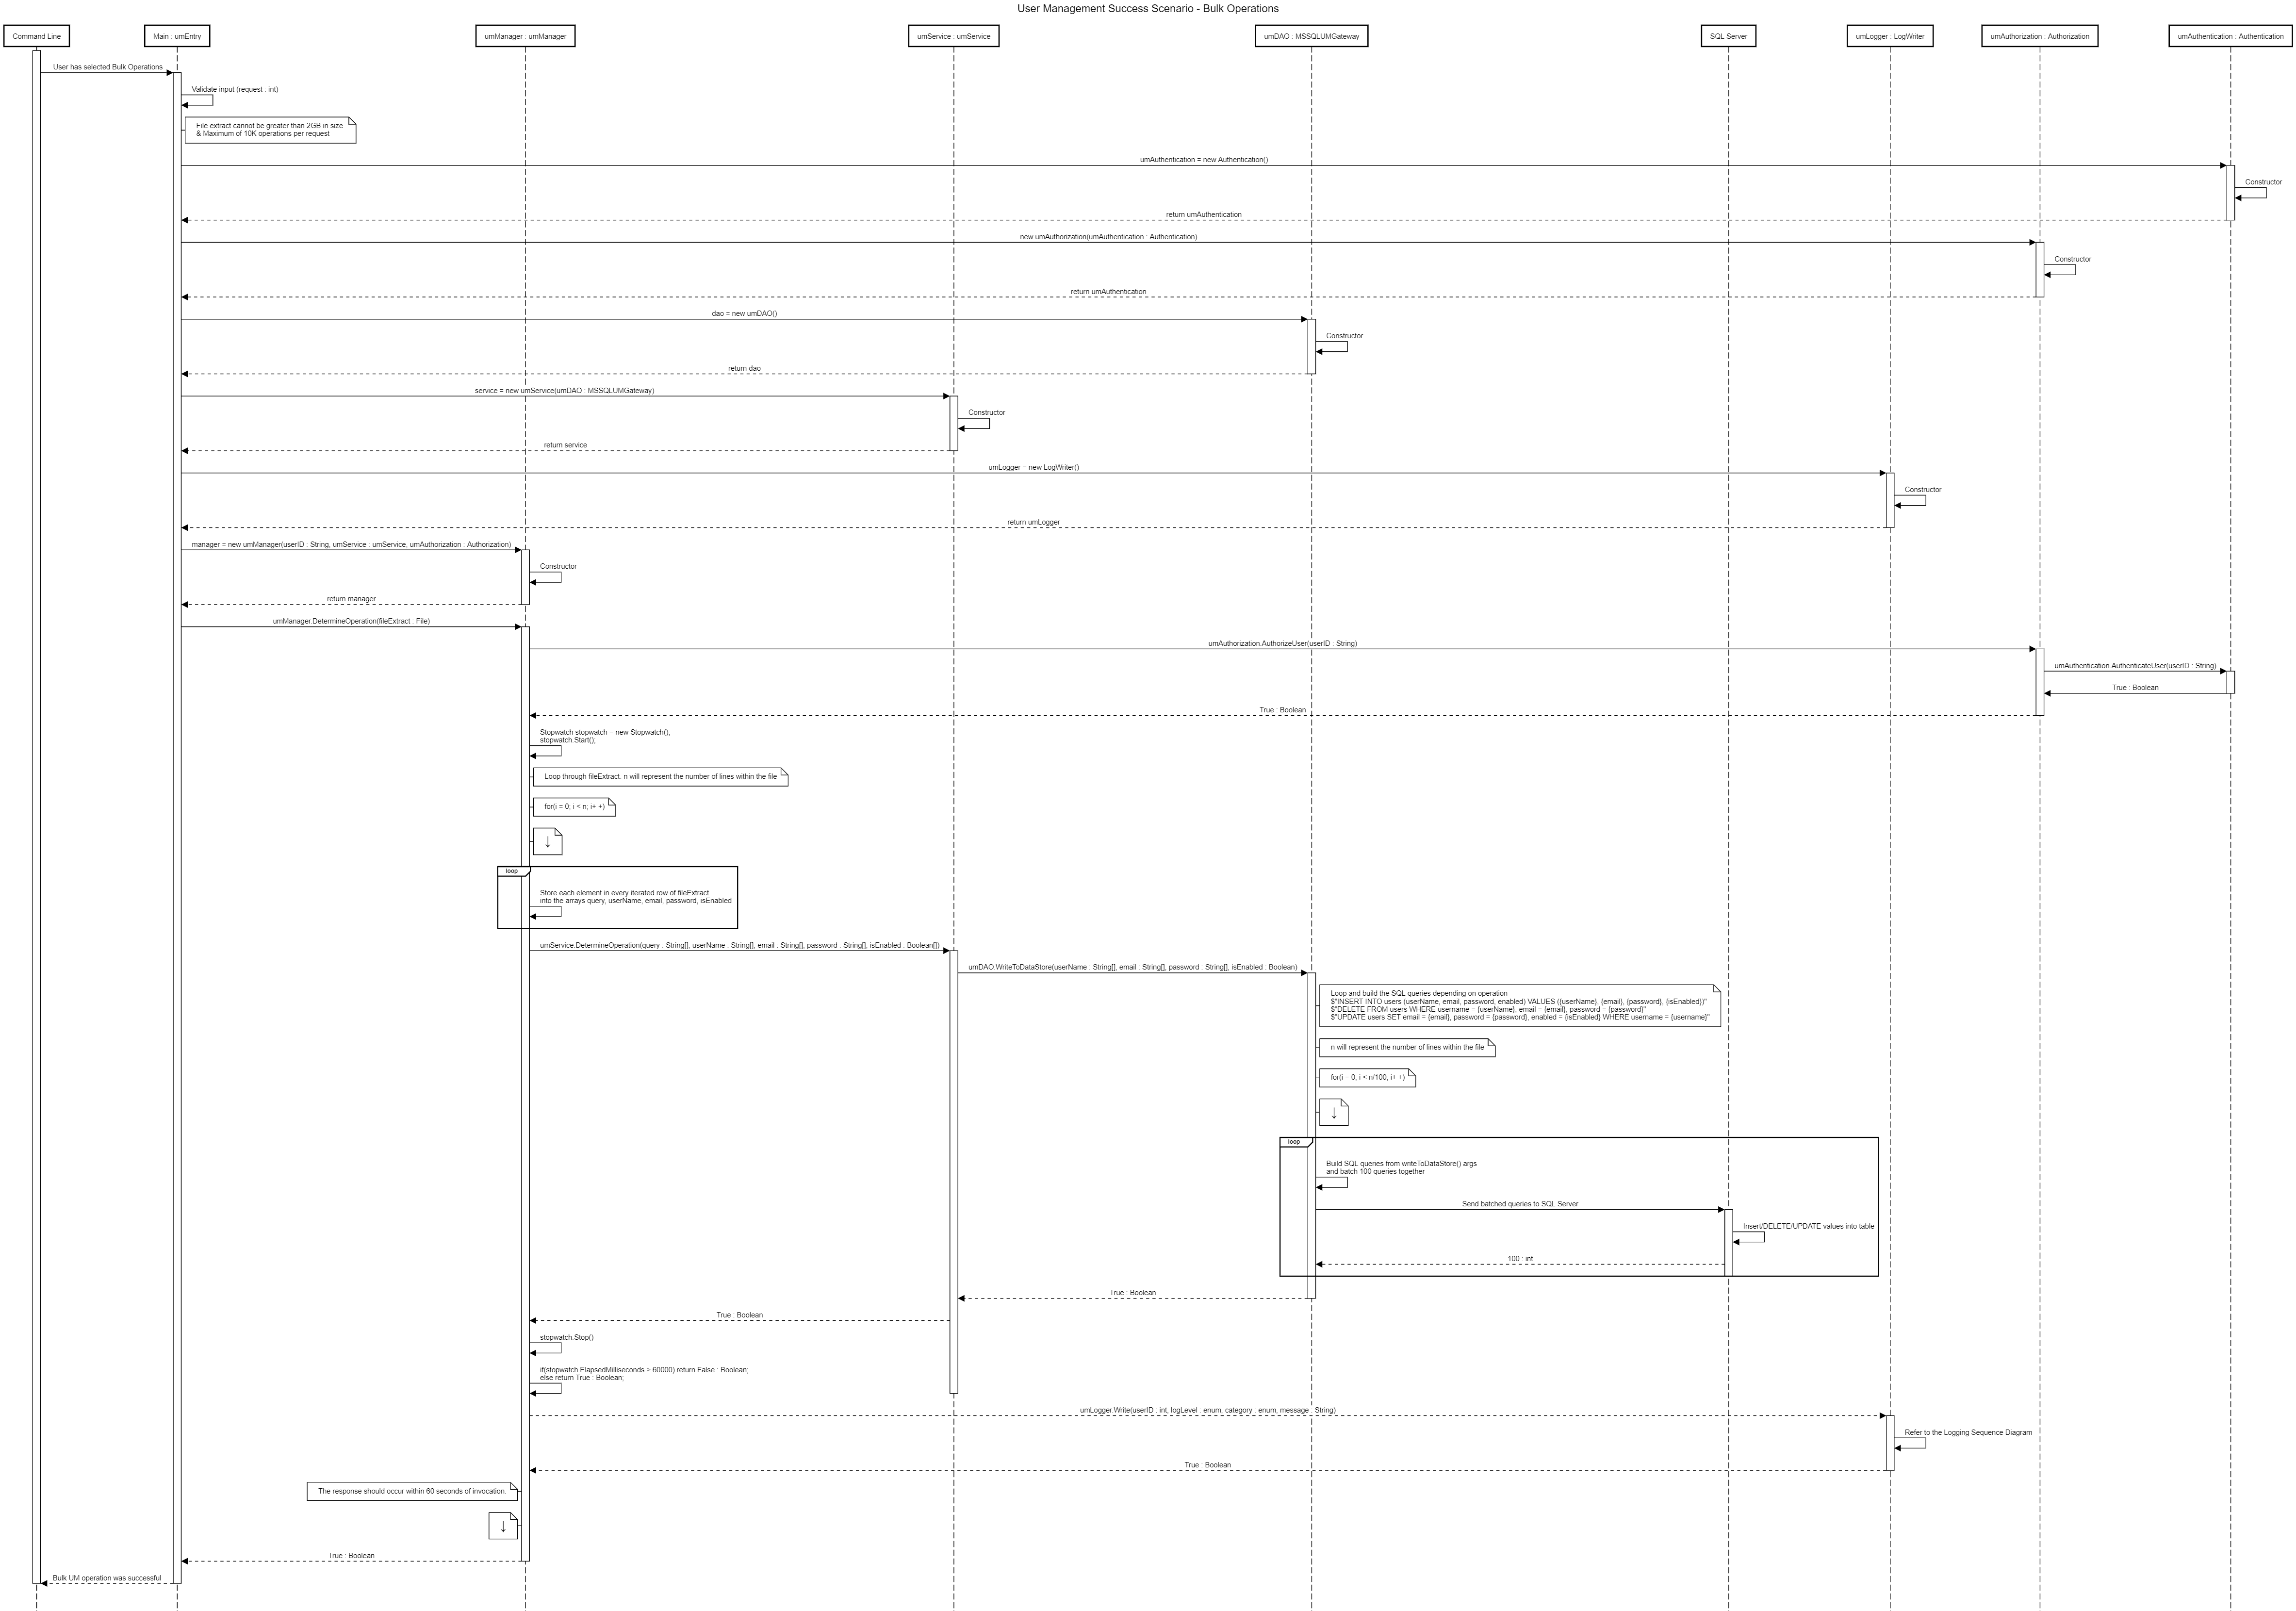 User Management Success Scenario - Bulk Operations
Command Line
Main : umEntry
umManager : umManager
umService : umService
umDAO : MSSQLUMGateway
SQL Server
umLogger : LogWriter
umAuthorization : Authorization
umAuthentication : Authentication
User has selected Bulk Operations
Validate input (request : int)
File extract cannot be greater than 2GB in size
& Maximum of 10K operations per request
umAuthentication = new Authentication()
Constructor
return umAuthentication
new umAuthorization(umAuthentication : Authentication)
Constructor
return umAuthentication
dao = new umDAO()
Constructor
return dao
service = new umService(umDAO : MSSQLUMGateway)
Constructor
return service
umLogger = new LogWriter()
Constructor
return umLogger
manager = new umManager(userID : String, umService : umService, umAuthorization : Authorization)
Constructor
return manager
umManager.DetermineOperation(fileExtract : File)
umAuthorization.AuthorizeUser(userID : String)
umAuthentication.AuthenticateUser(userID : String)
True : Boolean
True : Boolean
Stopwatch stopwatch = new Stopwatch();
stopwatch.Start();
Loop through fileExtract. n will represent the number of lines within the file
for(i = 0; i < n; i+ +)
↓
loop
Store each element in every iterated row of fileExtract
into the arrays query, userName, email, password, isEnabled
umService.DetermineOperation(query : String[], userName : String[], email : String[], password : String[], isEnabled : Boolean[])
umDAO.WriteToDataStore(userName : String[], email : String[], password : String[], isEnabled : Boolean)
Loop and build the SQL queries depending on operation
$"INSERT INTO users (userName, email, password, enabled) VALUES ({userName}, {email}, {password}, {isEnabled})"
$"DELETE FROM users WHERE username = {userName}, email = {email}, password = {password}"
$"UPDATE users SET email = {email}, password = {password}, enabled = {isEnabled} WHERE username = {username}"
n will represent the number of lines within the file
for(i = 0; i < n/100; i+ +)
↓
loop
Build SQL queries from writeToDataStore() args
and batch 100 queries together
Send batched queries to SQL Server
Insert/DELETE/UPDATE values into table
100 : int
True : Boolean
True : Boolean
stopwatch.Stop()
if(stopwatch.ElapsedMilliseconds > 60000) return False : Boolean;
else return True : Boolean;
umLogger.Write(userID : int, logLevel : enum, category : enum, message : String)
Refer to the Logging Sequence Diagram
True : Boolean
The response should occur within 60 seconds of invocation.
↓
True : Boolean
Bulk UM operation was successful